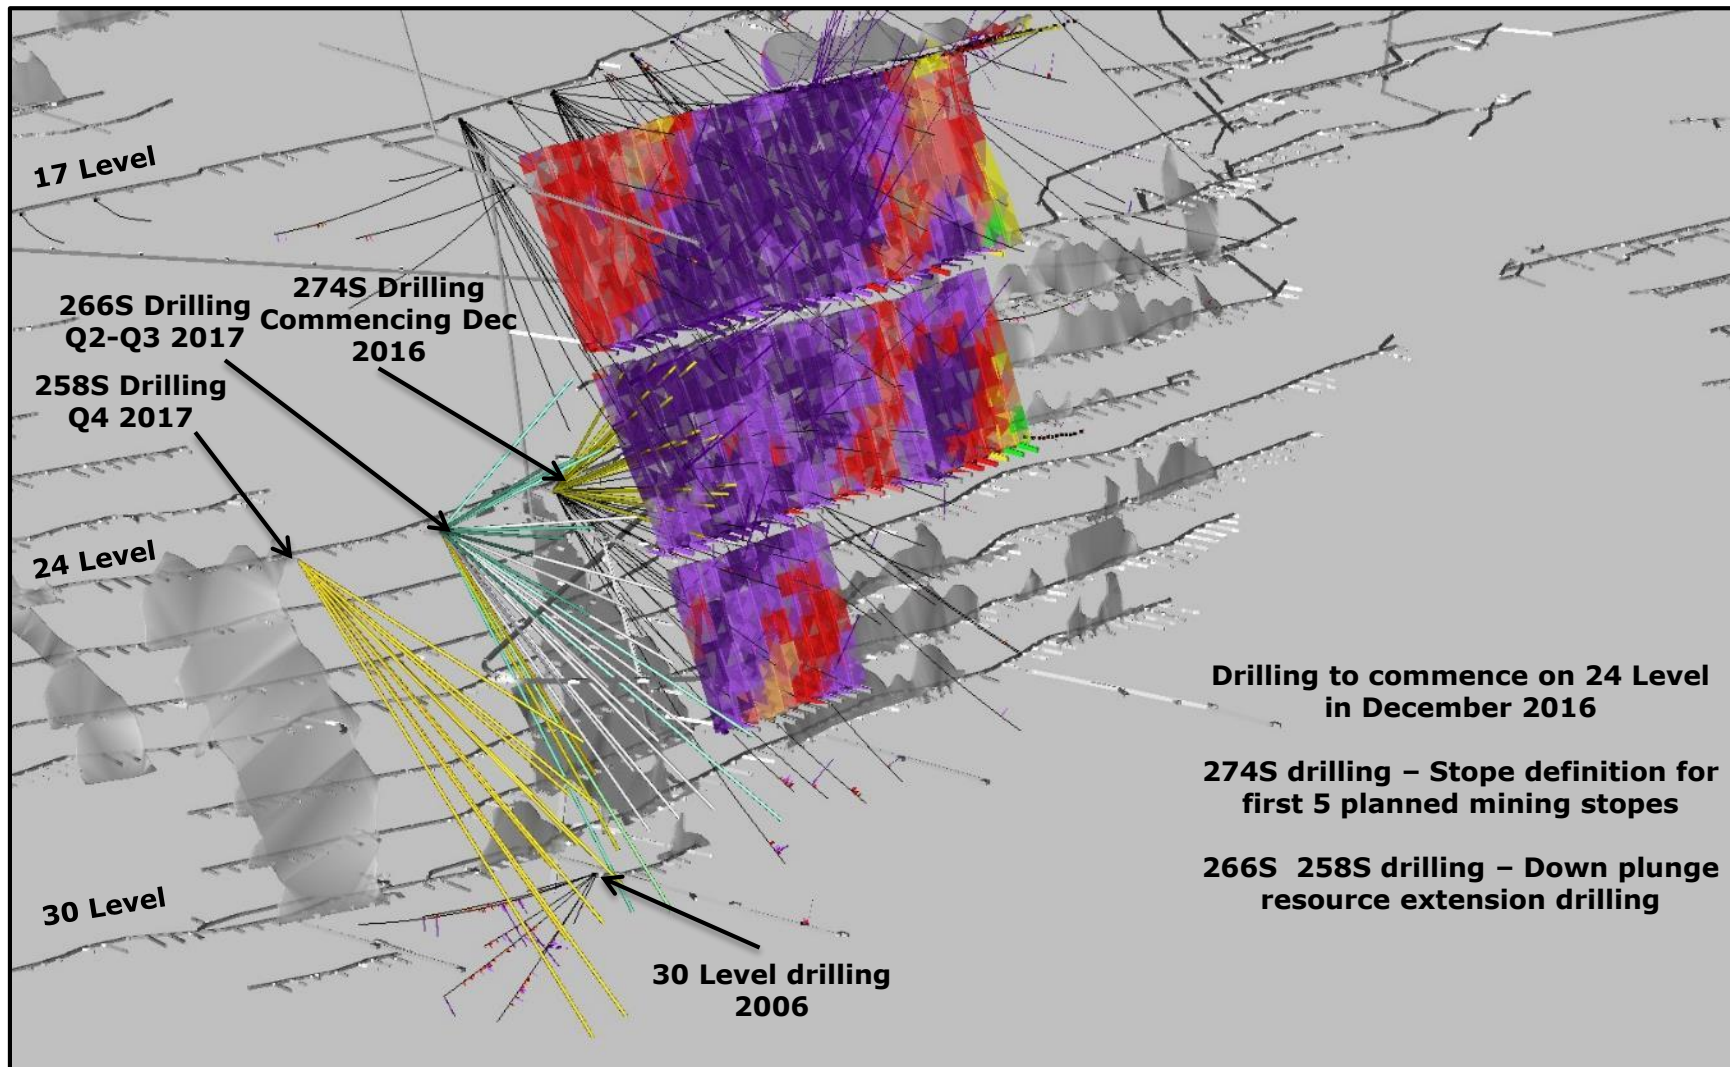 17 Level
266S Drilling
Q2-Q3 2017
274S Drilling
Commencing Dec
2016
258S Drilling
Q4 2017
24 Level
30 Level
30 Level drilling
2006
Drilling to commence on 24 Level
in December 2016
274S drilling – Stope definition for
first 5 planned mining stopes
266S  258S drilling – Down plunge
resource extension drilling